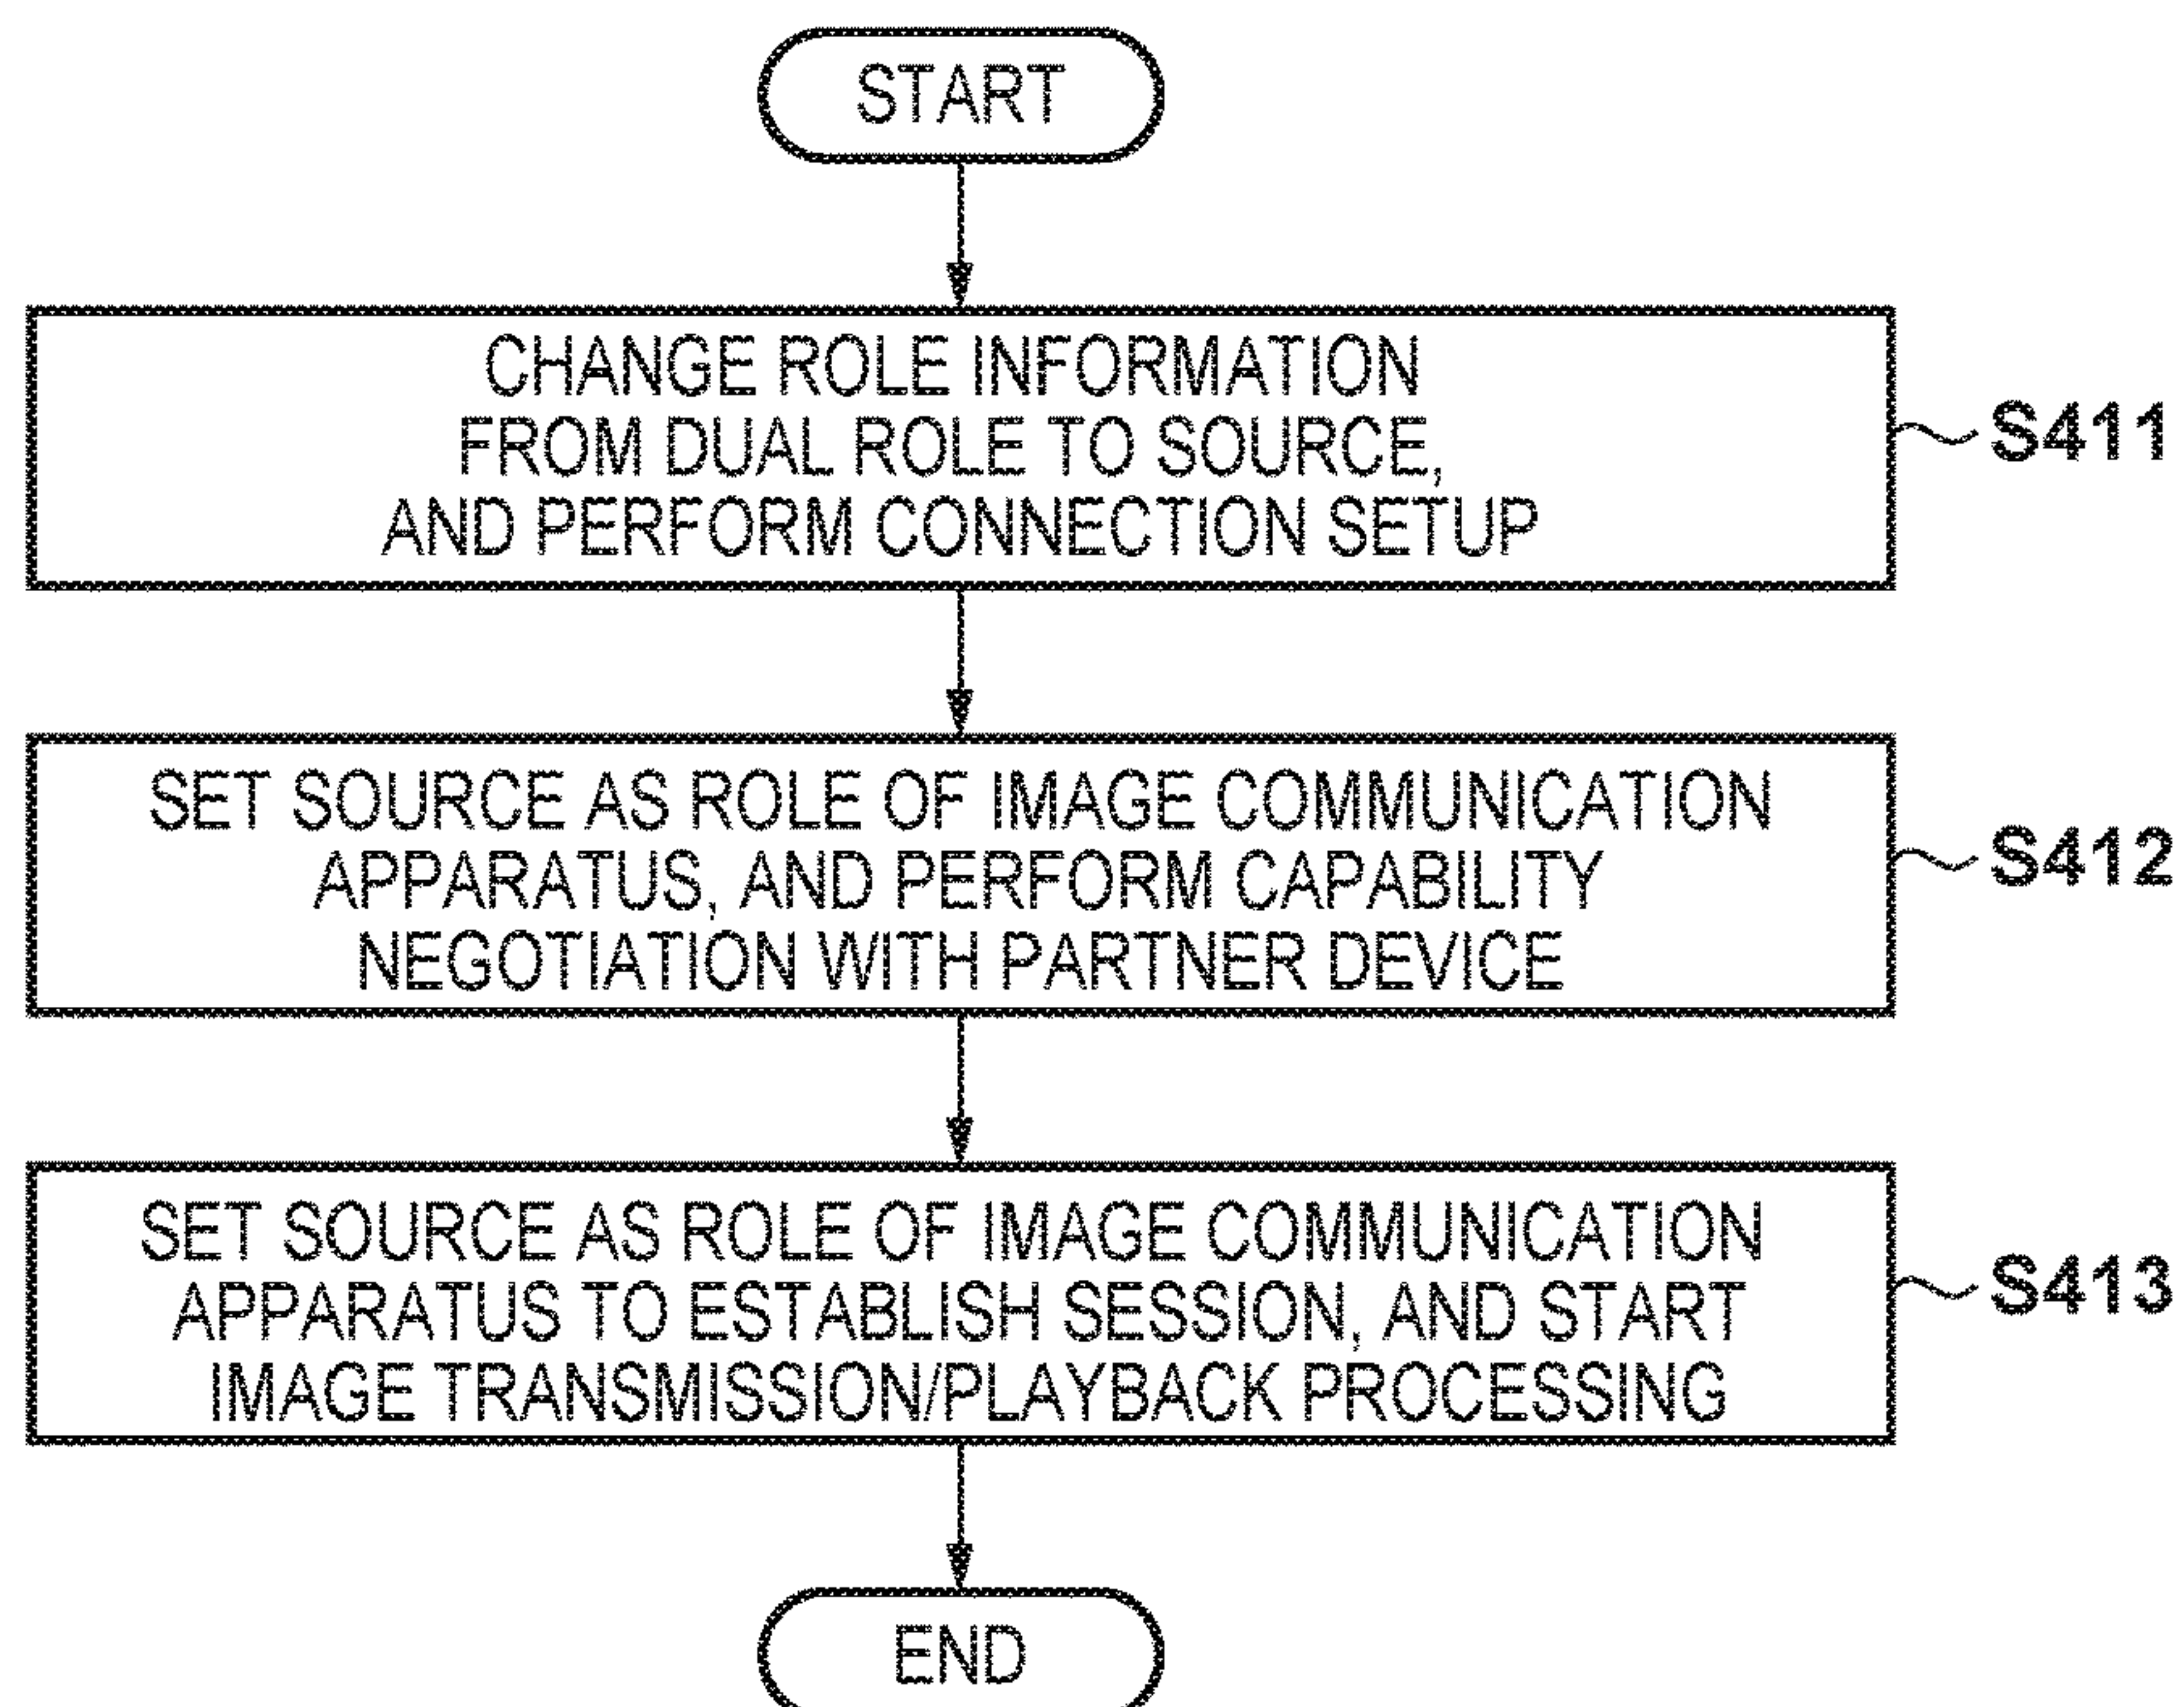 START
CHANGE ROLE INFORMATION
FROM DUAL ROLE TO SOURCE,
AND PERFORM CONNECTION SETUP
S411
SET SOURCE AS ROLE OF IMAGE COMMUNICATION
APPARATUS, AND PERFORM CAPABILITY
NEGOTIATION WITH PARTNER DEVICE
S412
SET SOURCE AS ROLE OF IMAGE COMMUNICATION
APPARATUS TO ESTABLISH SESSION, AND START
IMAGE TRANSMISSION/PLAYBACK PROCESSING
S413
END